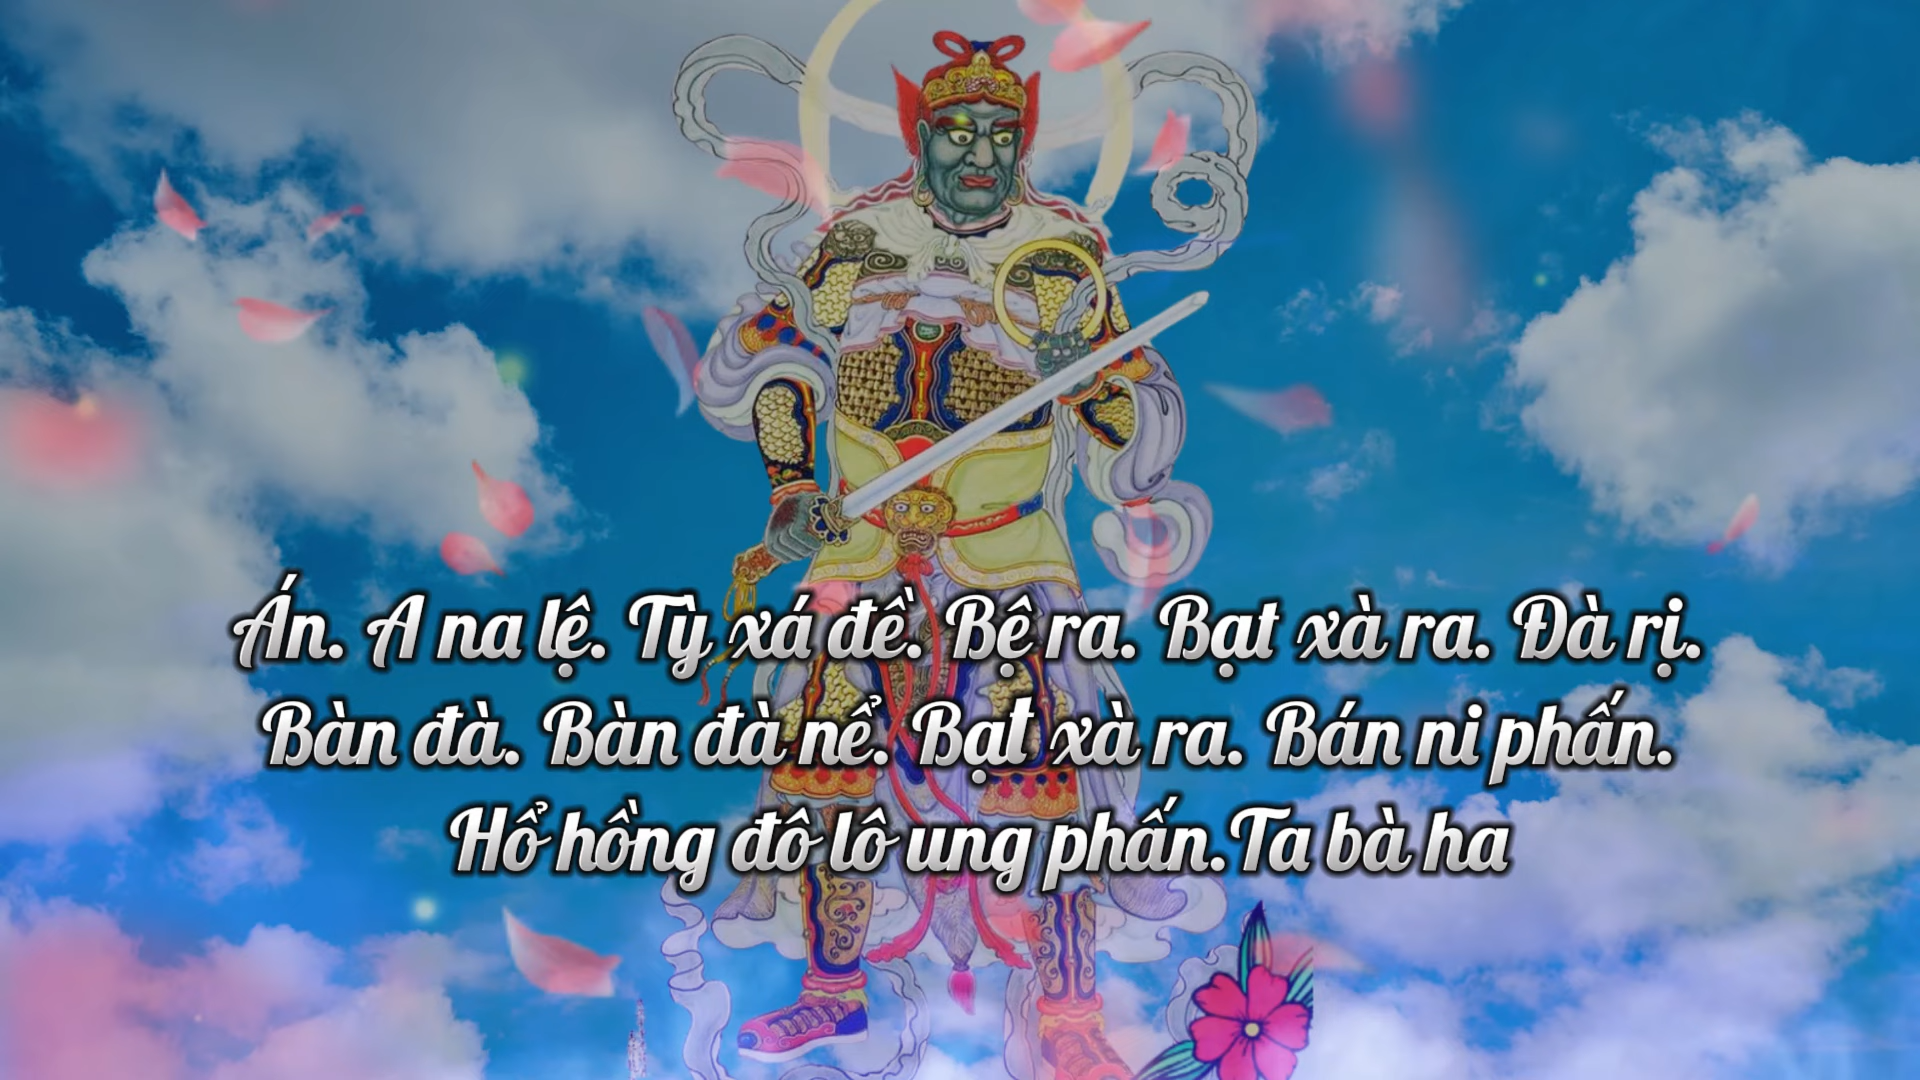 Án. A na lệ. Tỳ xá đề. Bệ ra. Bạt xà ra. Đà rị.
Bàn đà. Bàn đà nể. Bạt xà ra. Bán ni phấn.
Hổ hồng đô lô ung phấn.Ta bà ha